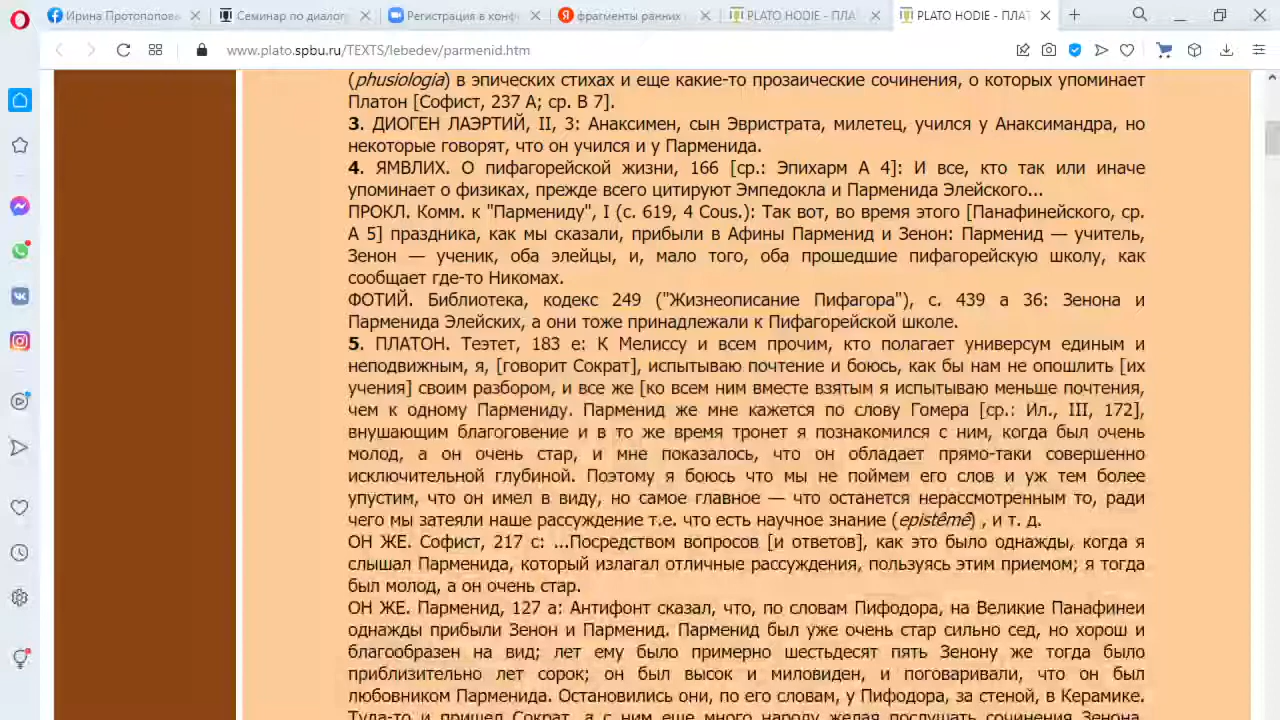 Ирина Протопопова
Семинар по диалог
Регистрация в конф
фрагменты ранних
PLATO HODIE - ПЛА
PLATO HODIE - ПЛАТ
www.plato.spbu.ru/TEXTS/lebedev/parmenid.htm
(phusiologia) в эпических стихах и еще какие-то прозаические сочинения, о которых упоминает
Платон [Софист, 237 А; ср. В 7].
3. ДИОГЕН ЛАЭРТИЙ, II, 3: Анаксимен, сын Эвристрата, милетец, учился у Анаксимандра, но
некоторые говорят, что он учился и у Парменида.
4. ЯМВЛИХ. О пифагорейской жизни, 166 [ср.: Эпихарм А 4]: И все, кто так или иначе
упоминает о физиках, прежде всего цитируют Эмпедокла и Парменида Элейского...
ПРОКЛ. Комм. к "Пармениду", I (с. 619, 4 Cous.): Так вот, во время этого [Панафинейского, ср.
А 5] праздника, как мы сказали, прибыли в Афины Парменид и Зенон: Парменид — учитель,
Зенон — ученик, оба элейцы, и, мало того, оба прошедшие пифагорейскую школу, как
сообщает где-то Никомах.
ФОТИЙ. Библиотека, кодекс 249 ("Жизнеописание Пифагора"), с. 439 а 36: Зенона и
Парменида Элейских, а они тоже принадлежали к Пифагорейской школе.
5. ПЛАТОН. Теэтет, 183 е: К Мелиссу и всем прочим, кто полагает универсум единым и
неподвижным, я, [говорит Сократ], испытываю почтение и боюсь, как бы нам не опошлить [их
учения] своим разбором, и все же [ко всем ним вместе взятым я испытываю меньше почтения,
чем к одному Пармениду. Парменид же мне кажется по слову Гомера [ср.: Ил., III, 172],
внушающим благоговение и в то же время тронет я познакомился с ним, когда был очень
молод, а он очень стар, и мне показалось, что он обладает прямо-таки совершенно
исключительной глубиной. Поэтому я боюсь что мы не поймем его слов и уж тем более
упустим, что он имел в виду, но самое главное — что останется нерассмотренным то, ради
чего мы затеяли наше рассуждение т.е. что есть научное знание (epistêmê) , и т. д.
ОН ЖЕ. Софист, 217 с: ...Посредством вопросов [и ответов], как это было однажды, когда я
слышал Парменида, который излагал отличные рассуждения, пользуясь этим приемом; я тогда
был молод, а он очень стар.
ОН ЖЕ. Парменид, 127 а: Антифонт сказал, что, по словам Пифодора, на Великие Панафинеи
однажды прибыли Зенон и Парменид. Парменид был уже очень стар сильно сед, но хорош и
благообразен на вид; лет ему было примерно шестьдесят пять Зенону же тогда было
приблизительно лет сорок; он был высок и миловиден, и поговаривали, что он был
любовником Парменида. Остановились они, по его словам, у Пифодора, за стеной, в Керамике.
Туда-то и пришел Сократ, а с ним еще много народу желая послушать сочинения Зенона.